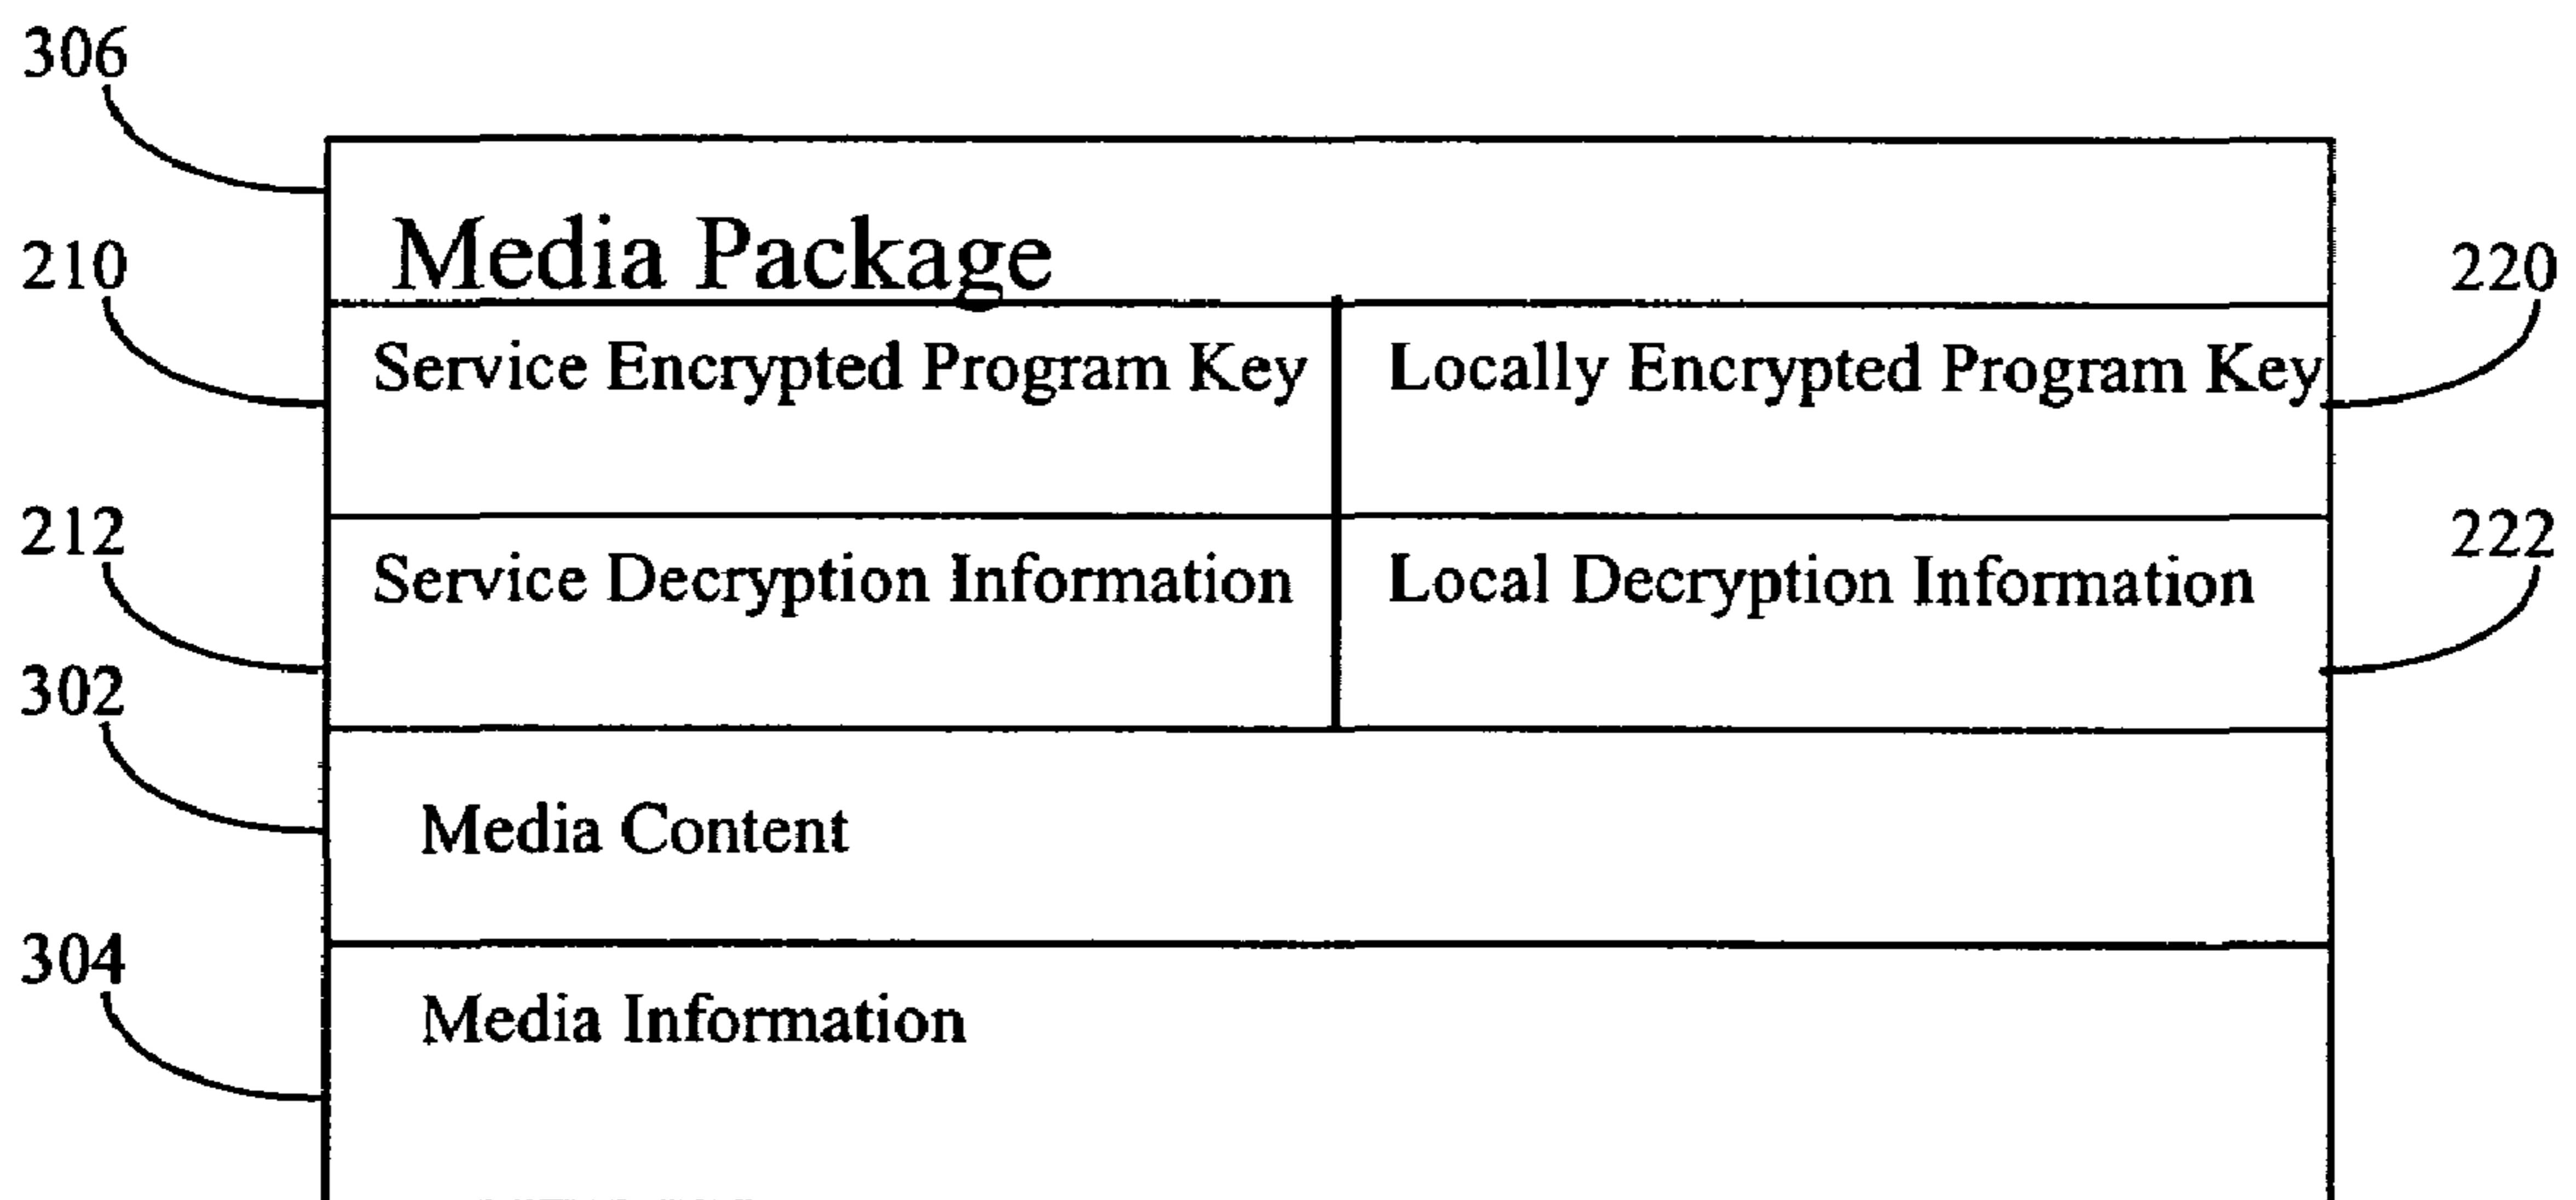 306
Media Package
210
220
Service Encrypted Program Key
Locally Encrypted Program Key
212
222
Service Decryption Information
Local Decryption Information
302
Media Content
304
Media Information